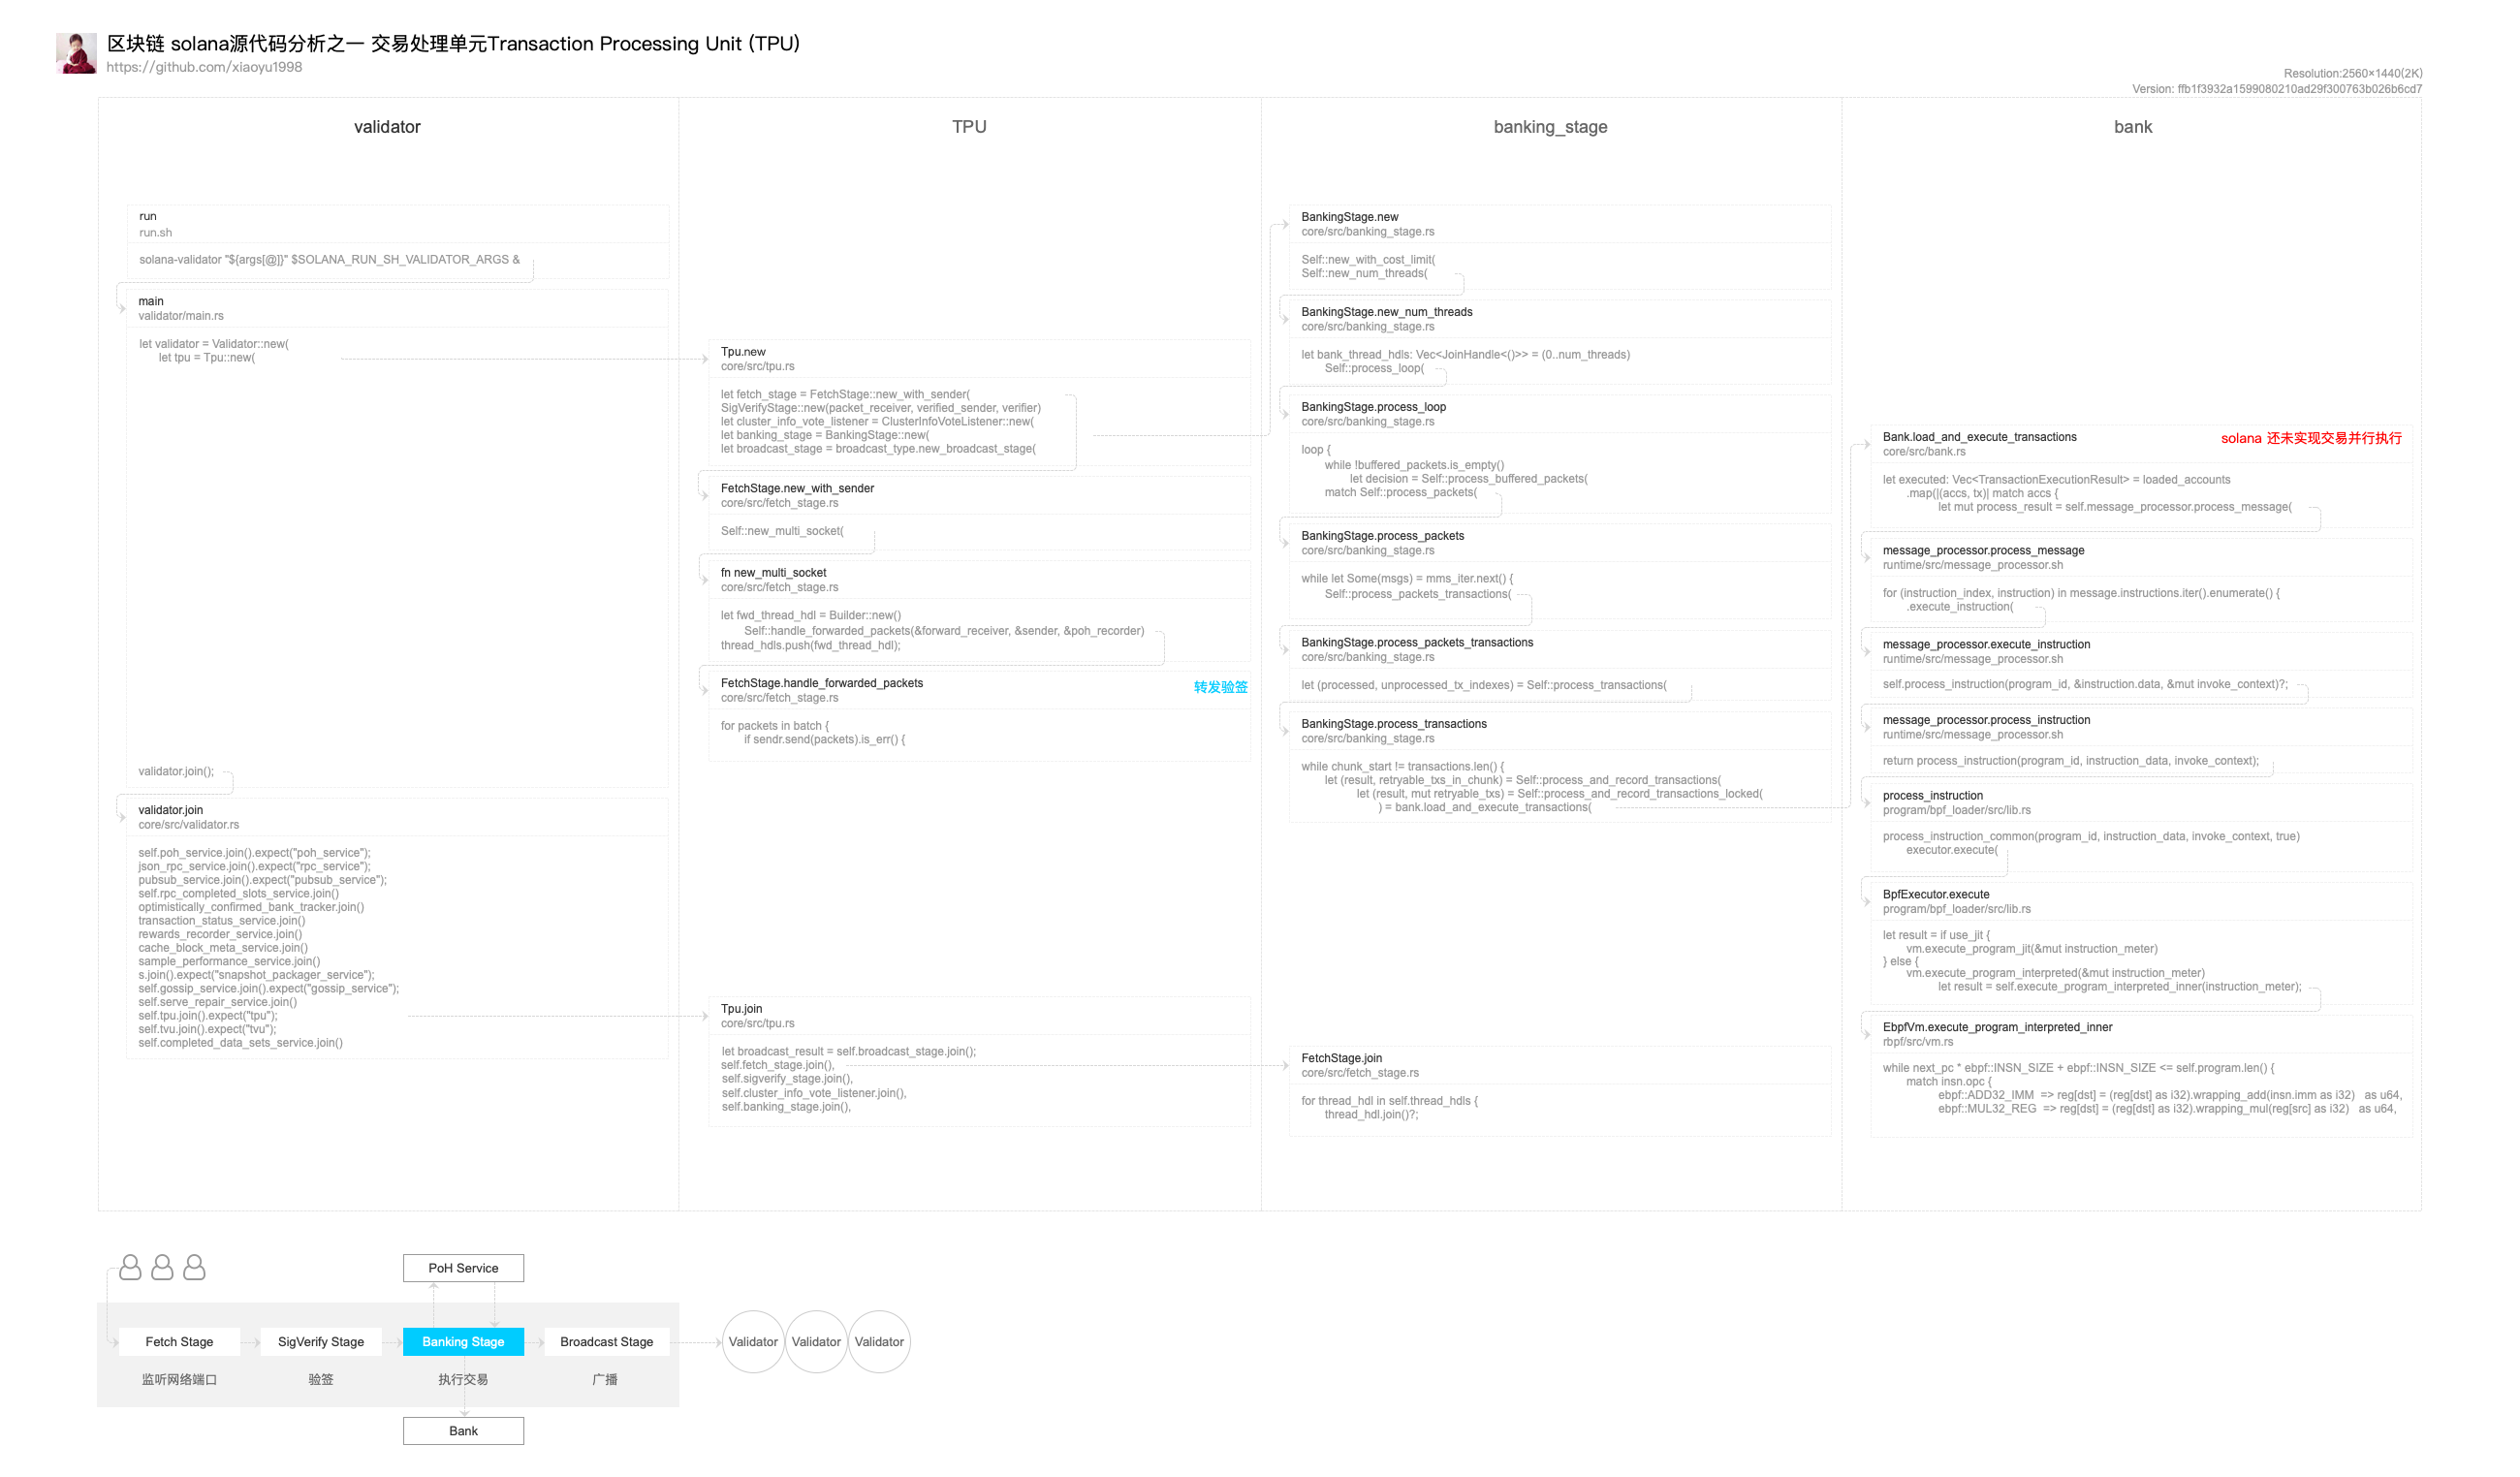 区块链 solana源代码分析之一 交易处理单元Transaction Processing Unit (TPU)
https://github.com/xiaoyu1998
Resolution:2560×1440(2K)
Version: ffb1f3932a1599080210ad29f300763b026b6cd7
validator
run
run.sh
solana-validator "${args[@]}" $SOLANA_RUN_SH_VALIDATOR_ARGS &
main
validator/main.rs
let validator = Validator::new(
let tpu = Tpu::new(
validator.join();
validator.join
core/src/validator.rs
self.poh_service.join().expect("poh_service");
json_rpc_service.join().expect("rpc_service");
pubsub_service.join().expect("pubsub_service");
self.rpc_completed_slots_service.join()
optimistically_confirmed_bank_tracker.join()
transaction_status_service.join()
rewards_recorder_service.join()
cache_block_meta_service.join()
sample_performance_service.join()
s.join().expect("snapshot_packager_service");
self.gossip_service.join().expect("gossip_service");
self.serve_repair_service.join()
self.tpu.join().expect("tpu");
self.tvu.join().expect("tvu");
self.completed_data_sets_service.join()
TPU
Tpu.new
core/src/tpu.rs
let fetch_stage = FetchStage::new_with_sender(
SigVerifyStage::new(packet_receiver, verified_sender, verifier)
let cluster_info_vote_listener = ClusterInfoVoteListener::new(
let banking_stage = BankingStage::new(
let broadcast_stage = broadcast_type.new_broadcast_stage(
FetchStage.new_with_sender
core/src/fetch_stage.rs
Self::new_multi_socket(
fn new_multi_socket
core/src/fetch_stage.rs
let fwd_thread_hdl = Builder::new()
Self::handle_forwarded_packets(&forward_receiver, &sender, &poh_recorder)
thread_hdls.push(fwd_thread_hdl);
FetchStage.handle_forwarded_packets
转发验签
core/src/fetch_stage.rs
for packets in batch {
if sendr.send(packets).is_err() {
Tpu.join
core/src/tpu.rs
let broadcast_result = self.broadcast_stage.join();
self.fetch_stage.join(),
self.sigverify_stage.join(),
self.cluster_info_vote_listener.join(),
self.banking_stage.join(),
banking_stage
BankingStage.new
core/src/banking_stage.rs
Self::new_with_cost_limit(
Self::new_num_threads(
BankingStage.new_num_threads
core/src/banking_stage.rs
let bank_thread_hdls: Vec<JoinHandle<()>> = (0..num_threads)
Self::process_loop(
BankingStage.process_loop
core/src/banking_stage.rs
loop {
while !buffered_packets.is_empty()
let decision = Self::process_buffered_packets(
match Self::process_packets(
BankingStage.process_packets
core/src/banking_stage.rs
while let Some(msgs) = mms_iter.next() {
Self::process_packets_transactions(
BankingStage.process_packets_transactions
core/src/banking_stage.rs
let (processed, unprocessed_tx_indexes) = Self::process_transactions(
BankingStage.process_transactions
core/src/banking_stage.rs
while chunk_start != transactions.len() {
let (result, retryable_txs_in_chunk) = Self::process_and_record_transactions(
let (result, mut retryable_txs) = Self::process_and_record_transactions_locked(
) = bank.load_and_execute_transactions(
FetchStage.join
core/src/fetch_stage.rs
for thread_hdl in self.thread_hdls {
thread_hdl.join()?;
bank
Bank.load_and_execute_transactions
solana 还未实现交易并行执行
core/src/bank.rs
let executed: Vec<TransactionExecutionResult> = loaded_accounts
.map(|(accs, tx)| match accs {
let mut process_result = self.message_processor.process_message(
message_processor.process_message
runtime/src/message_processor.sh
for (instruction_index, instruction) in message.instructions.iter().enumerate() {
.execute_instruction(
message_processor.execute_instruction
runtime/src/message_processor.sh
self.process_instruction(program_id, &instruction.data, &mut invoke_context)?;
message_processor.process_instruction
runtime/src/message_processor.sh
return process_instruction(program_id, instruction_data, invoke_context);
process_instruction
program/bpf_loader/src/lib.rs
process_instruction_common(program_id, instruction_data, invoke_context, true)
executor.execute(
BpfExecutor.execute
program/bpf_loader/src/lib.rs
let result = if use_jit {
vm.execute_program_jit(&mut instruction_meter)
} else {
vm.execute_program_interpreted(&mut instruction_meter)
let result = self.execute_program_interpreted_inner(instruction_meter);
EbpfVm.execute_program_interpreted_inner
rbpf/src/vm.rs
while next_pc * ebpf::INSN_SIZE + ebpf::INSN_SIZE <= self.program.len() {
match insn.opc {
ebpf::ADD32_IMM => reg[dst] = (reg[dst] as i32).wrapping_add(insn.imm as i32) as u64,
ebpf::MUL32_REG => reg[dst] = (reg[dst] as i32).wrapping_mul(reg[src] as i32) as u64,
PoH Service
Fetch Stage
SigVerify Stage
Banking Stage
Broadcast Stage
Validator
Validator
Validator
监听网络端口
验签
执行交易
广播
Bank